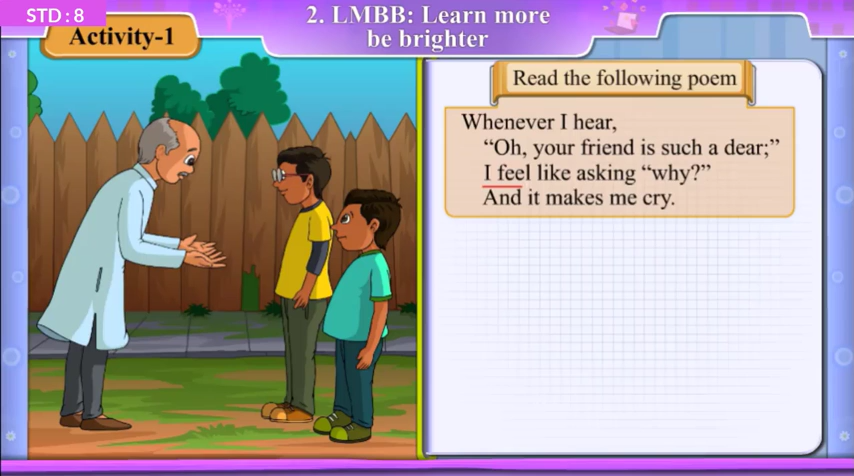 STD : 8
Activity-1
2. LMBB: Learn more
be brighter
Read the following poem
Whenever I hear,
“Oh, your friend is such a dear;”
I feel like asking “why?”
And it makes me cry.